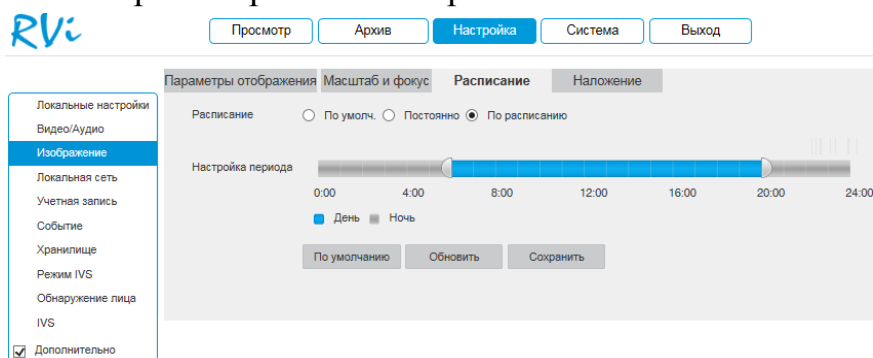 RVi
Просмотр Архив Настройка Система Выход
Параметры отображения Масштаб и фокус Расписание Наложение
Локальные настройки
Видео/Аудио
Изображение
Локальная сеть
Учетная запись
Событие
Хранилище
Режим IVS
Обнаружение лица
IVS
Дополнительно
Расписание По умолч. Постоянно По расписанию
Настройка периода
0:00 4:00 8:00 12:00 16:00 20:00 24:00
День Ночь
По умолчанию Обновить Сохранить